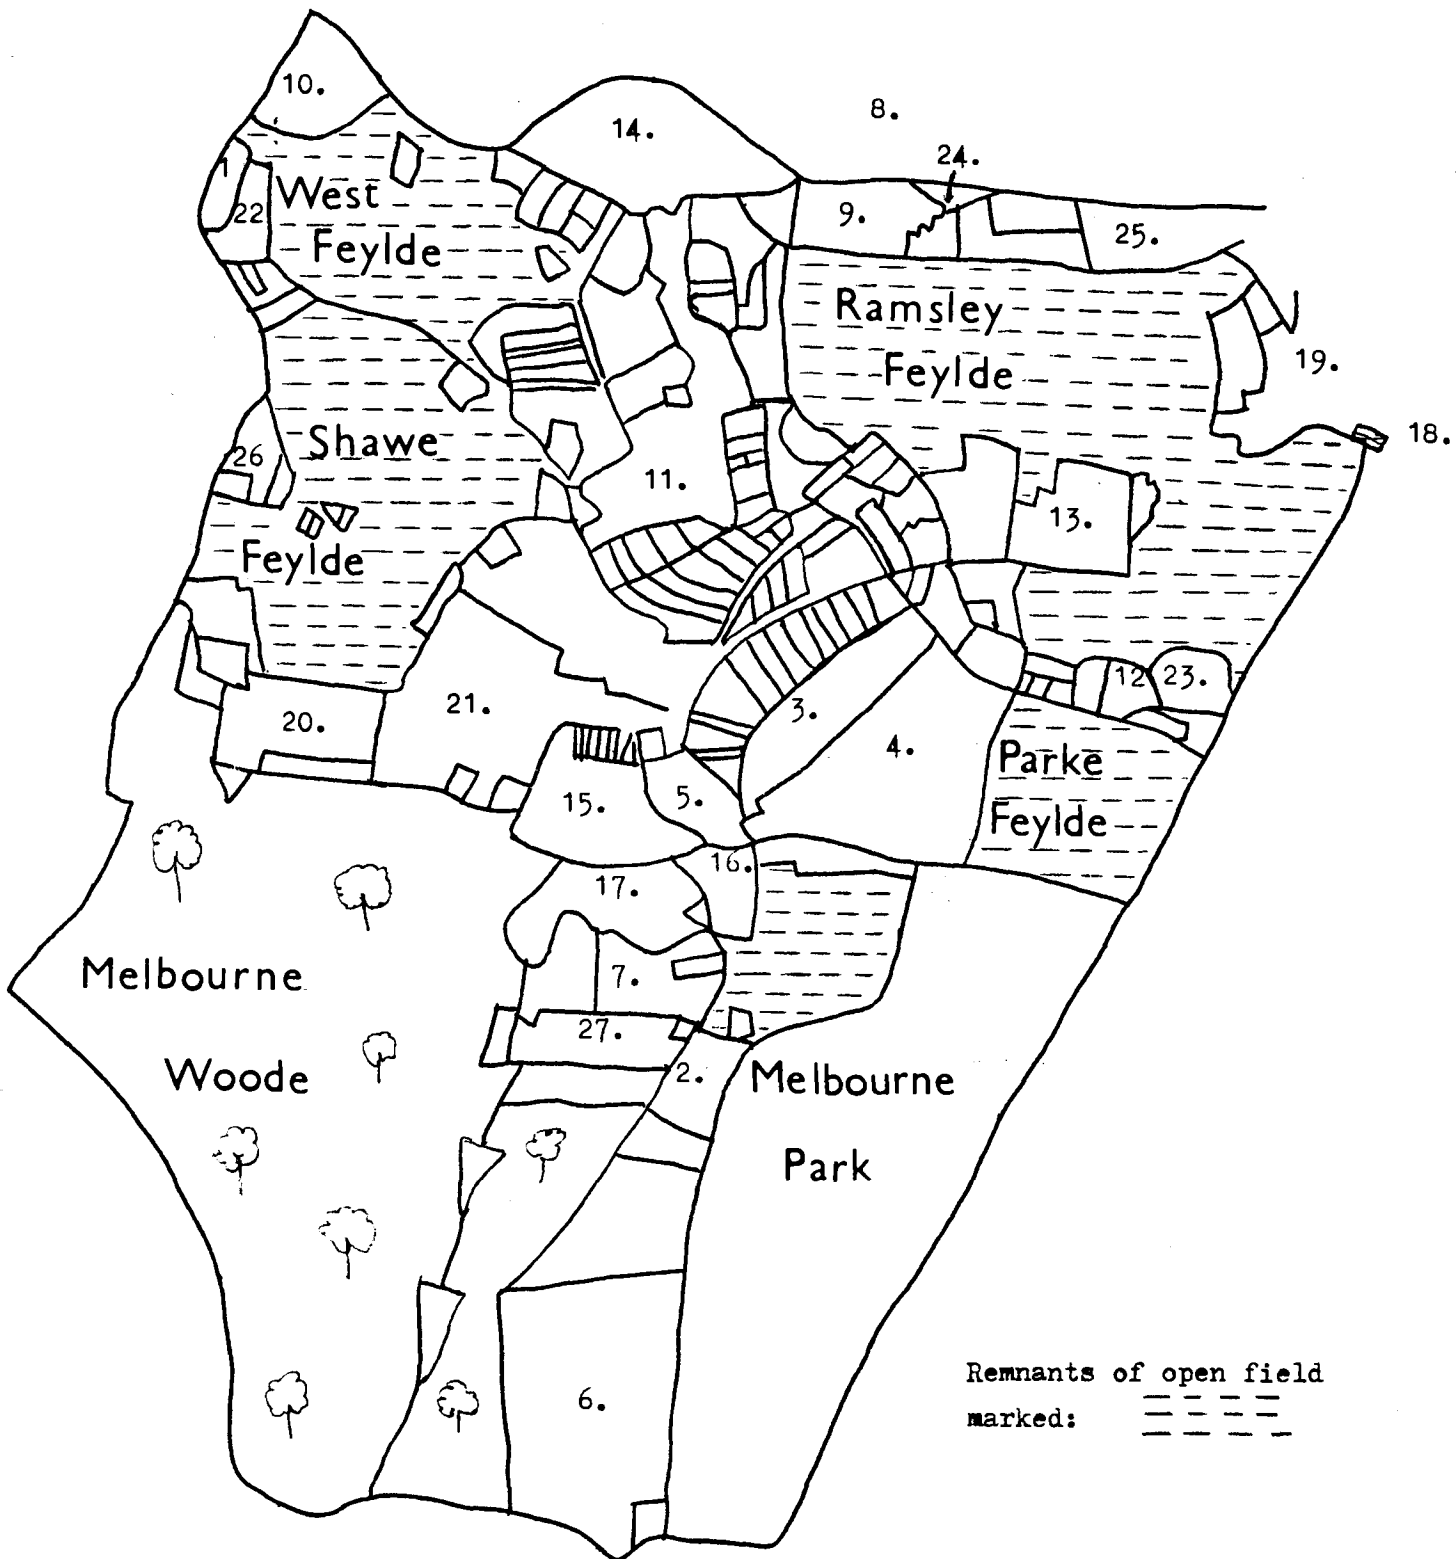 10.
14.
8.
24.
1
22
West
Feylde
9.
25.
Ramsley
Feylde
19.
18.
Shawe
26
Feylde
11.
13.
12
23.
20.
21.
3.
4.
Parke
Feylde
15.
5.
16.
17.
7.
27.
2.
Melbourne
Woode
Melbourne
Park
6.
Remnants of open field
marked: